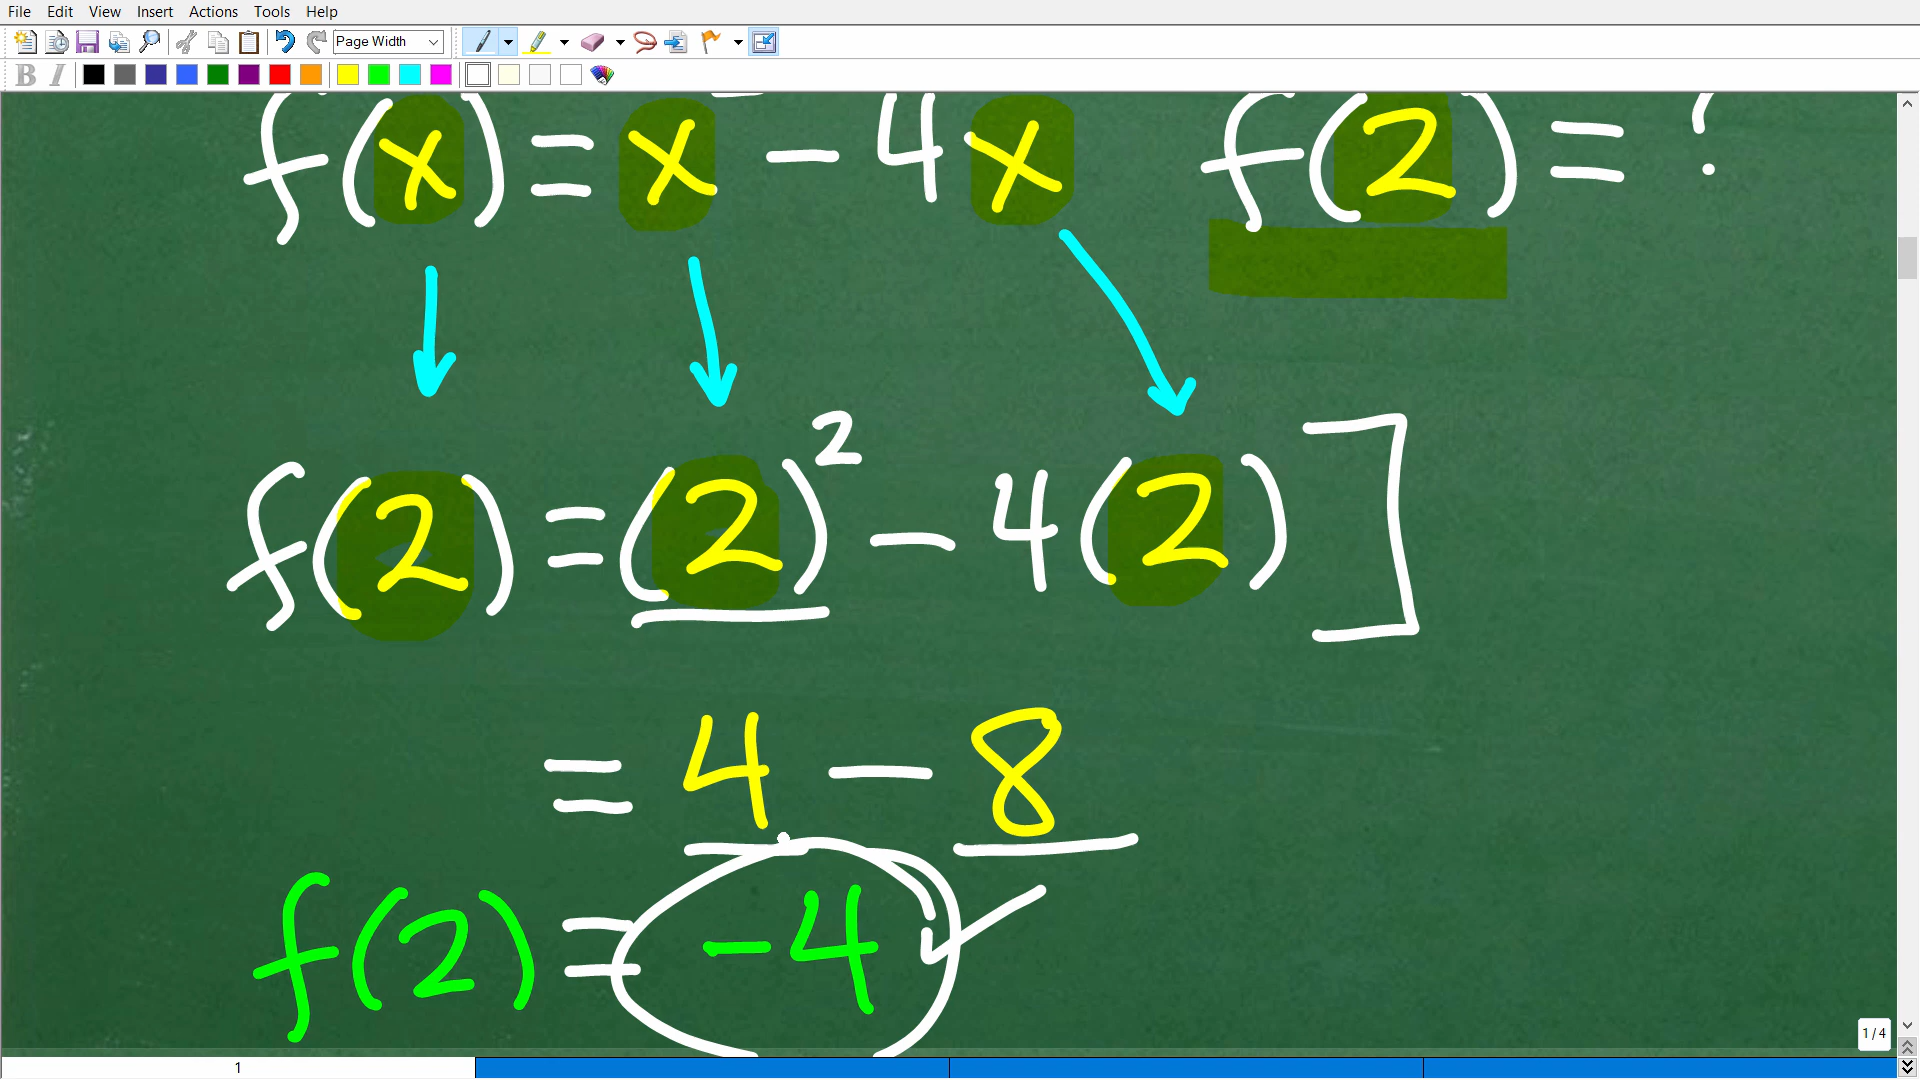 File Edit View Insert Actions Tools Help
Page Width
B I
f(x) = x - 4x f(2) = ?
f(2) = (2)² - 4(2)]
= 4 - 8
f(2) = -4
1 / 4
1